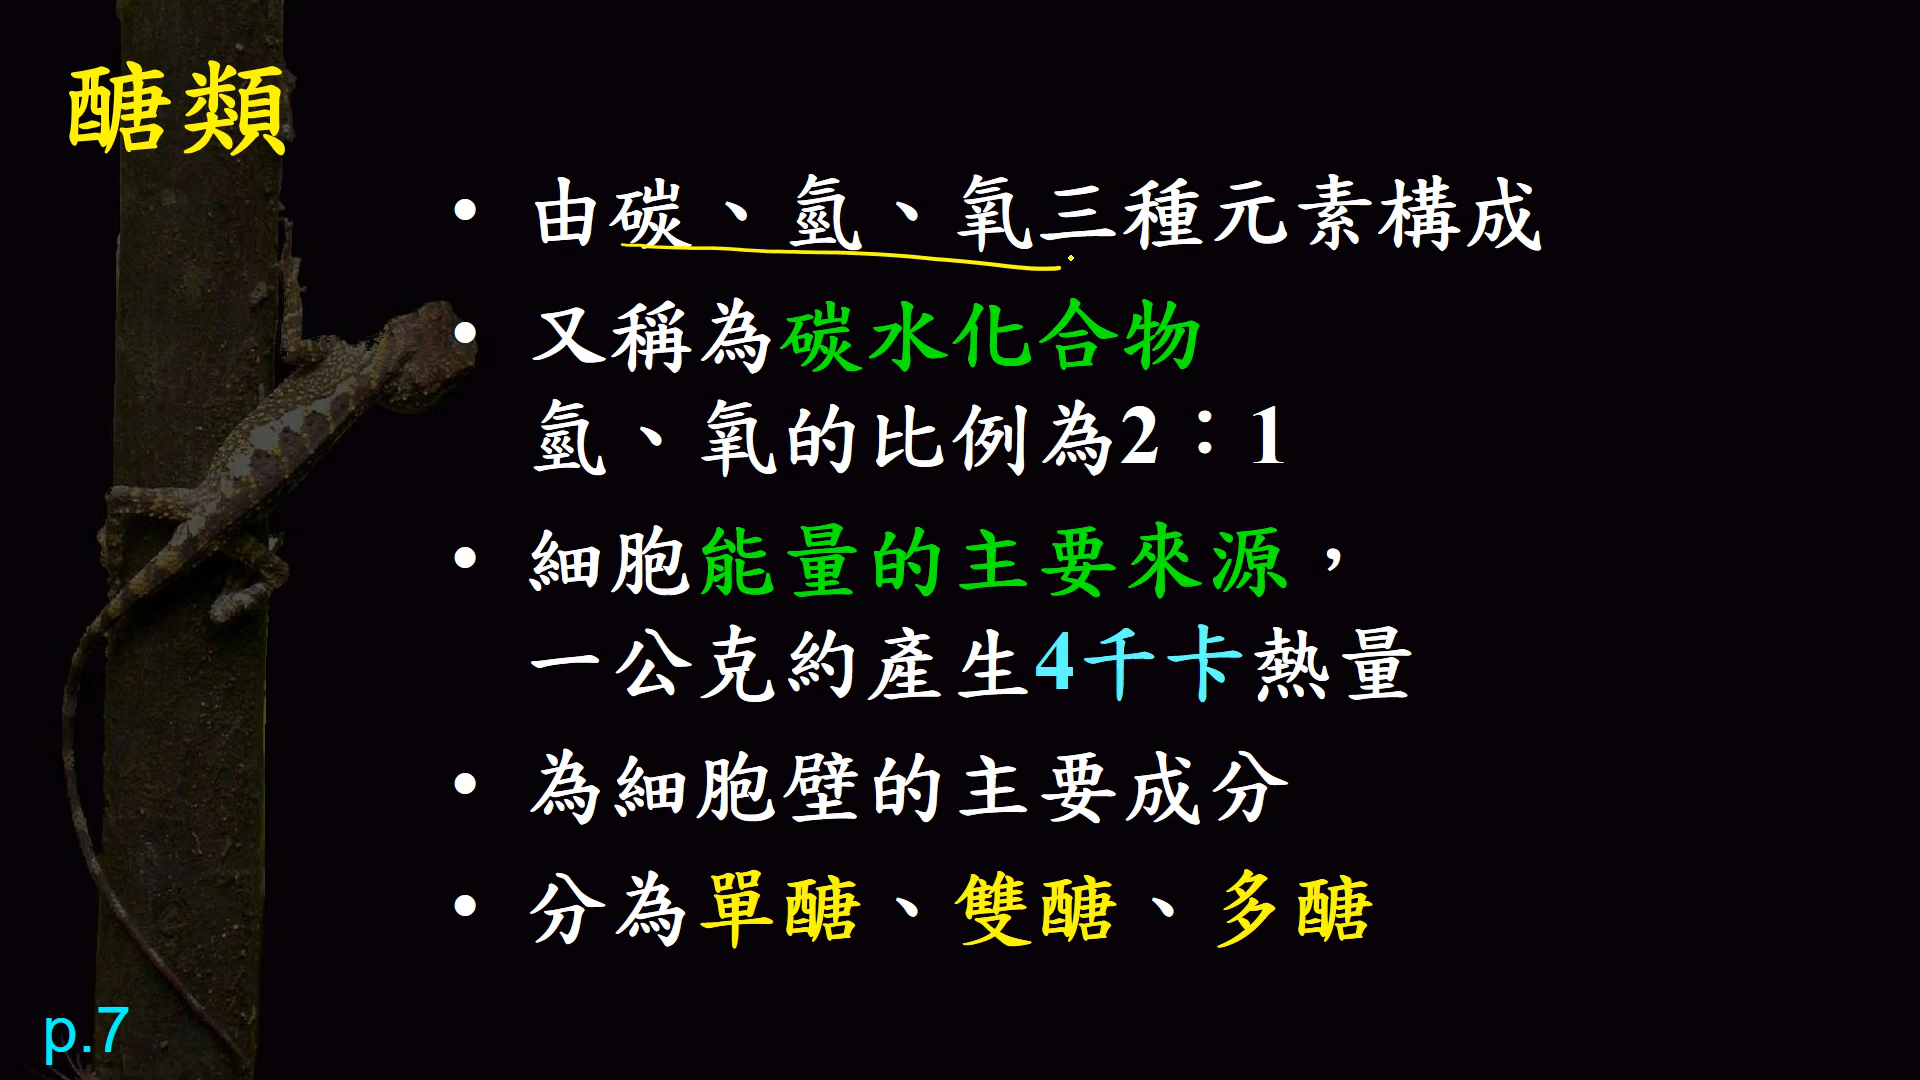 醣類
• 由碳、氫、氧三種元素構成
• 又稱為碳水化合物
氫、氧的比例為2：1
• 細胞能量的主要來源，
一公克約產生4千卡熱量
• 為細胞壁的主要成分
• 分為單醣、雙醣、多醣
p.7